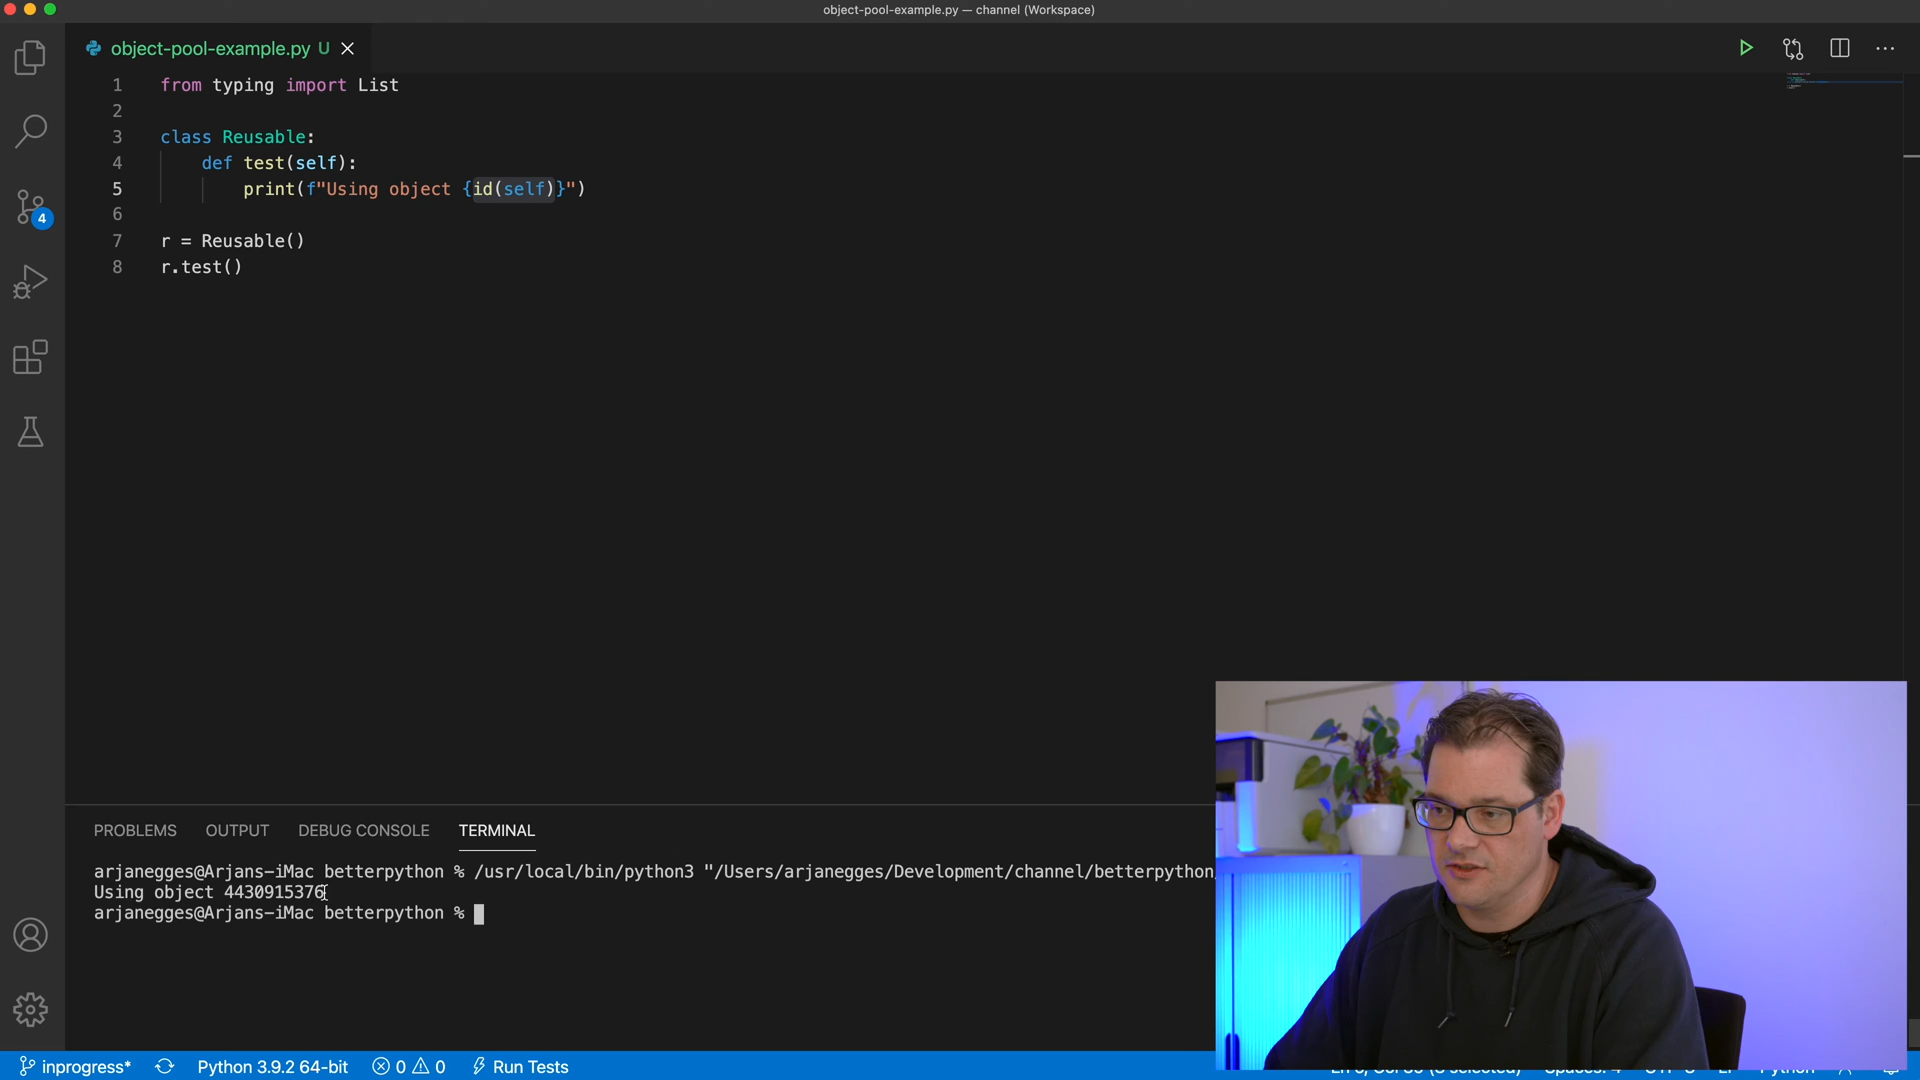 object-pool-example.py — channel (Workspace)
object-pool-example.py U
1 from typing import List
2
3 class Reusable:
4 def test(self):
5 print(f"Using object {id(self)}")
6
7 r = Reusable()
8 r.test()
4
PROBLEMS OUTPUT DEBUG CONSOLE TERMINAL
arjanegges@Arjans-iMac betterpython % /usr/local/bin/python3 "/Users/arjanegges/Development/channel/betterpython
Using object 4430915376
arjanegges@Arjans-iMac betterpython %
inprogress* Python 3.9.2 64-bit 0 0 Run Tests